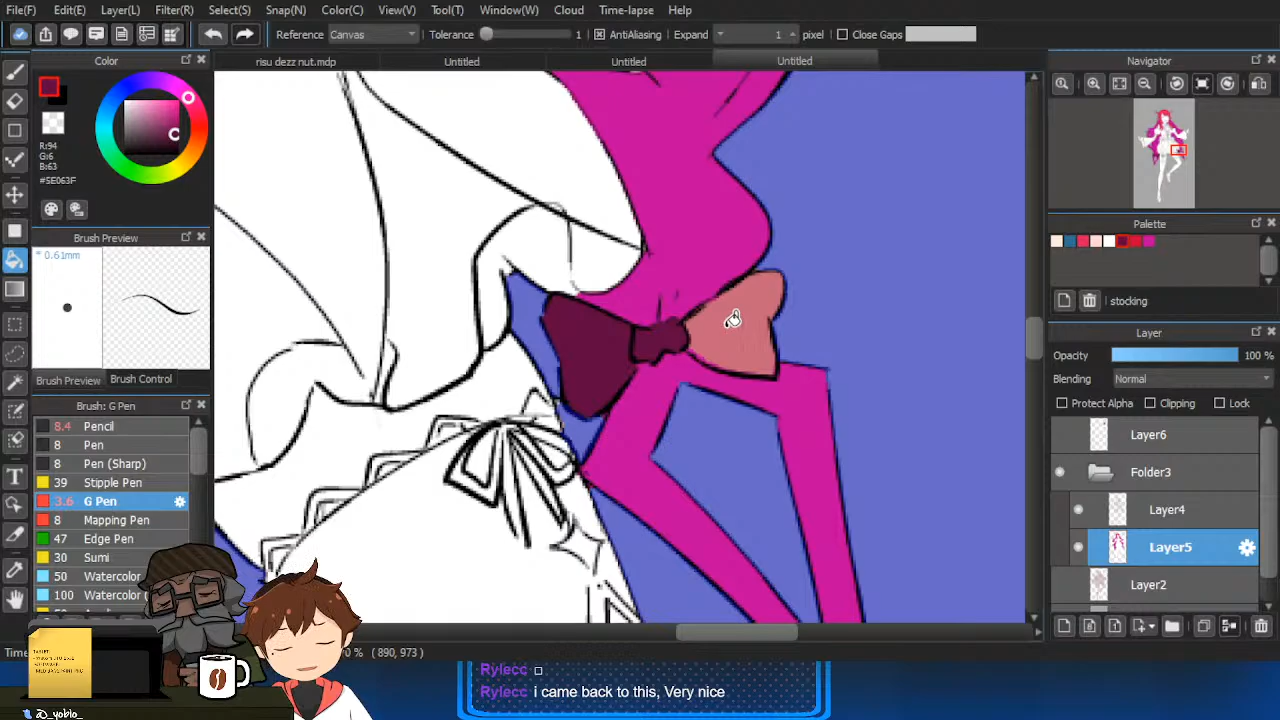 File(F) Edit(E) Layer(L) Filter(R) Select(S) Snap(N) Color(C) View(V) Tool(T) Window(W) Cloud Time-lapse Help
Reference Canvas Tolerance 1 AntiAliasing Expand 1 pixel Close Gaps
Color
risu dezz nut.mdp Untitled Untitled Untitled
Navigator
R:94
G:6
B:63
#5E063F
Brush Preview
* 0.61mm
Brush Preview Brush Control
Brush: G Pen
8.4 Pencil
8 Pen
8 Pen (Sharp)
39 Stipple Pen
3.6 G Pen
8 Mapping Pen
47 Edge Pen
30 Sumi
50 Watercolor
100 Watercolor
Palette
stocking
Layer
Opacity 100 %
Blending Normal
Protect Alpha Clipping Lock
Layer6
Folder3
Layer4
Layer5
Layer2
% ( 890, 973 )
Rylecc □
Rylecc i came back to this, Very nice